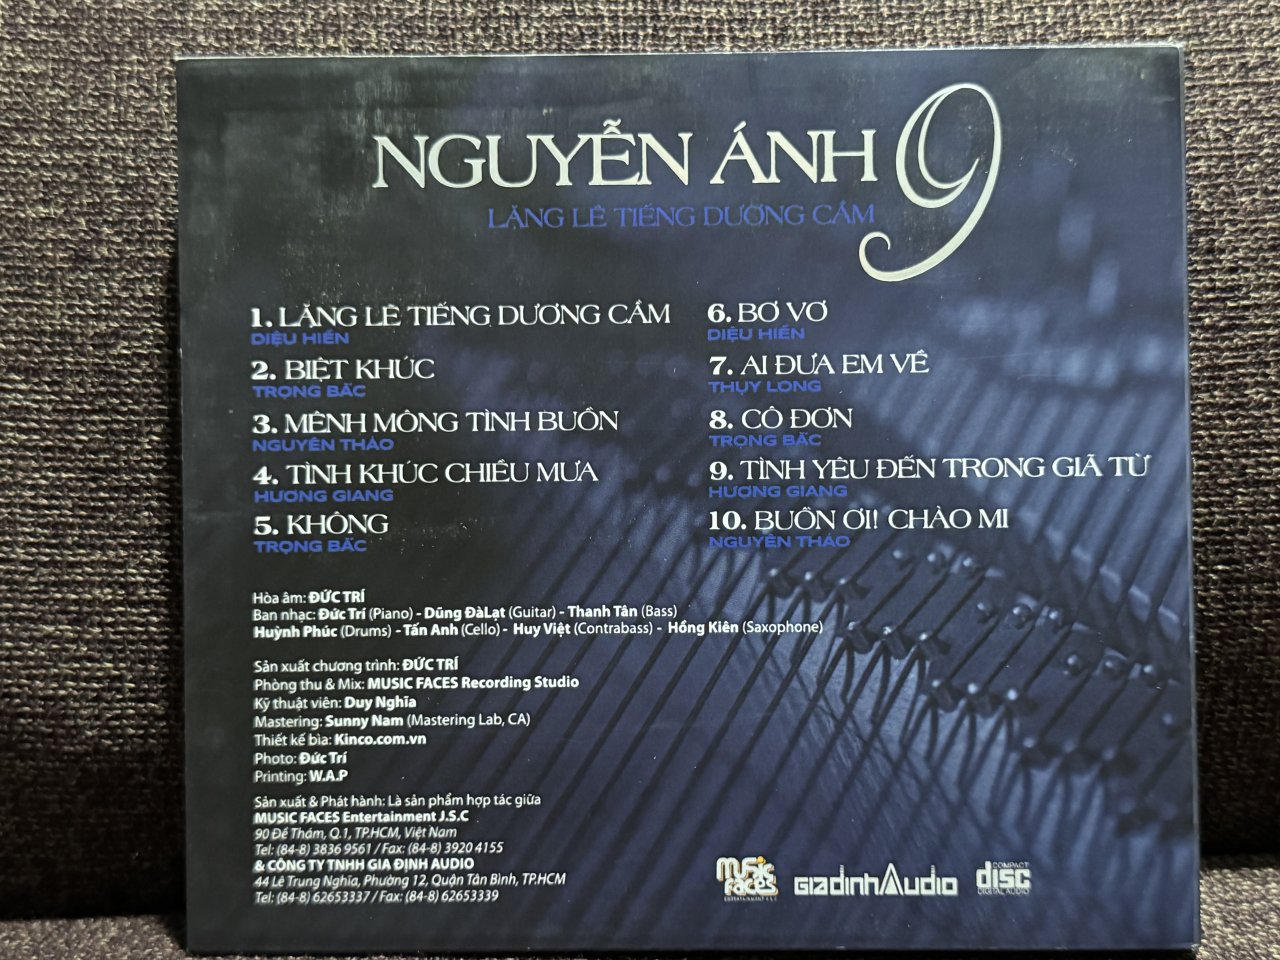 NGUYỄN ÁNH 9
LẶNG LẼ TIẾNG DƯƠNG CẦM
1. LẶNG LẼ TIẾNG DƯƠNG CẦM
DIỆU HIỀN
2. BIỆT KHÚC
TRỌNG BẮC
3. MÊNH MÔNG TÌNH BUỒN
NGUYÊN THẢO
4. TÌNH KHÚC CHIỀU MƯA
HƯƠNG GIANG
5. KHÔNG
TRỌNG BẮC
6. BƠ VƠ
DIỆU HIỀN
7. AI ĐƯA EM VỀ
THỤY LONG
8. CÔ ĐƠN
TRỌNG BẮC
9. TÌNH YÊU ĐẾN TRONG GIÃ TỪ
HƯƠNG GIANG
10. BUỒN ƠI! CHÀO MI
NGUYÊN THẢO
Hòa âm: ĐỨC TRÍ
Ban nhạc: Đức Trí (Piano) - Dũng ĐàLạt (Guitar) - Thanh Tân (Bass)
Huỳnh Phúc (Drums) - Tấn Anh (Cello) - Huy Việt (Contrabass) - Hồng Kiên (Saxophone)
Sản xuất chương trình: ĐỨC TRÍ
Phòng thu & Mix: MUSIC FACES Recording Studio
Kỹ thuật viên: Duy Nghĩa
Mastering: Sunny Nam (Mastering Lab, CA)
Thiết kế bìa: Kinco.com.vn
Photo: Đức Trí
Printing: W.A.P
Sản xuất & Phát hành: Là sản phẩm hợp tác giữa
MUSIC FACES Entertainment J.S.C
90 Đề Thám, Q.1, TP.HCM, Việt Nam
Tel: (84-8) 3836 9561 / Fax: (84-8) 3920 4155
& CÔNG TY TNHH GIA ĐỊNH AUDIO
44 Lê Trung Nghĩa, Phường 12, Quận Tân Bình, TP.HCM
Tel: (84-8) 62653337 / Fax: (84-8) 62653339
music faces
ENTERTAINMENT J.S.C
GIADINHAUDIO
COMPACT
disc
DIGITAL AUDIO